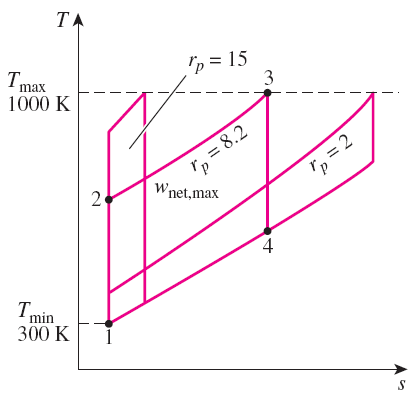 T
r_p = 15
3
T_max
1000 K
r_p = 8.2
r_p = 2
2
w_net,max
4
T_min
300 K
1
s